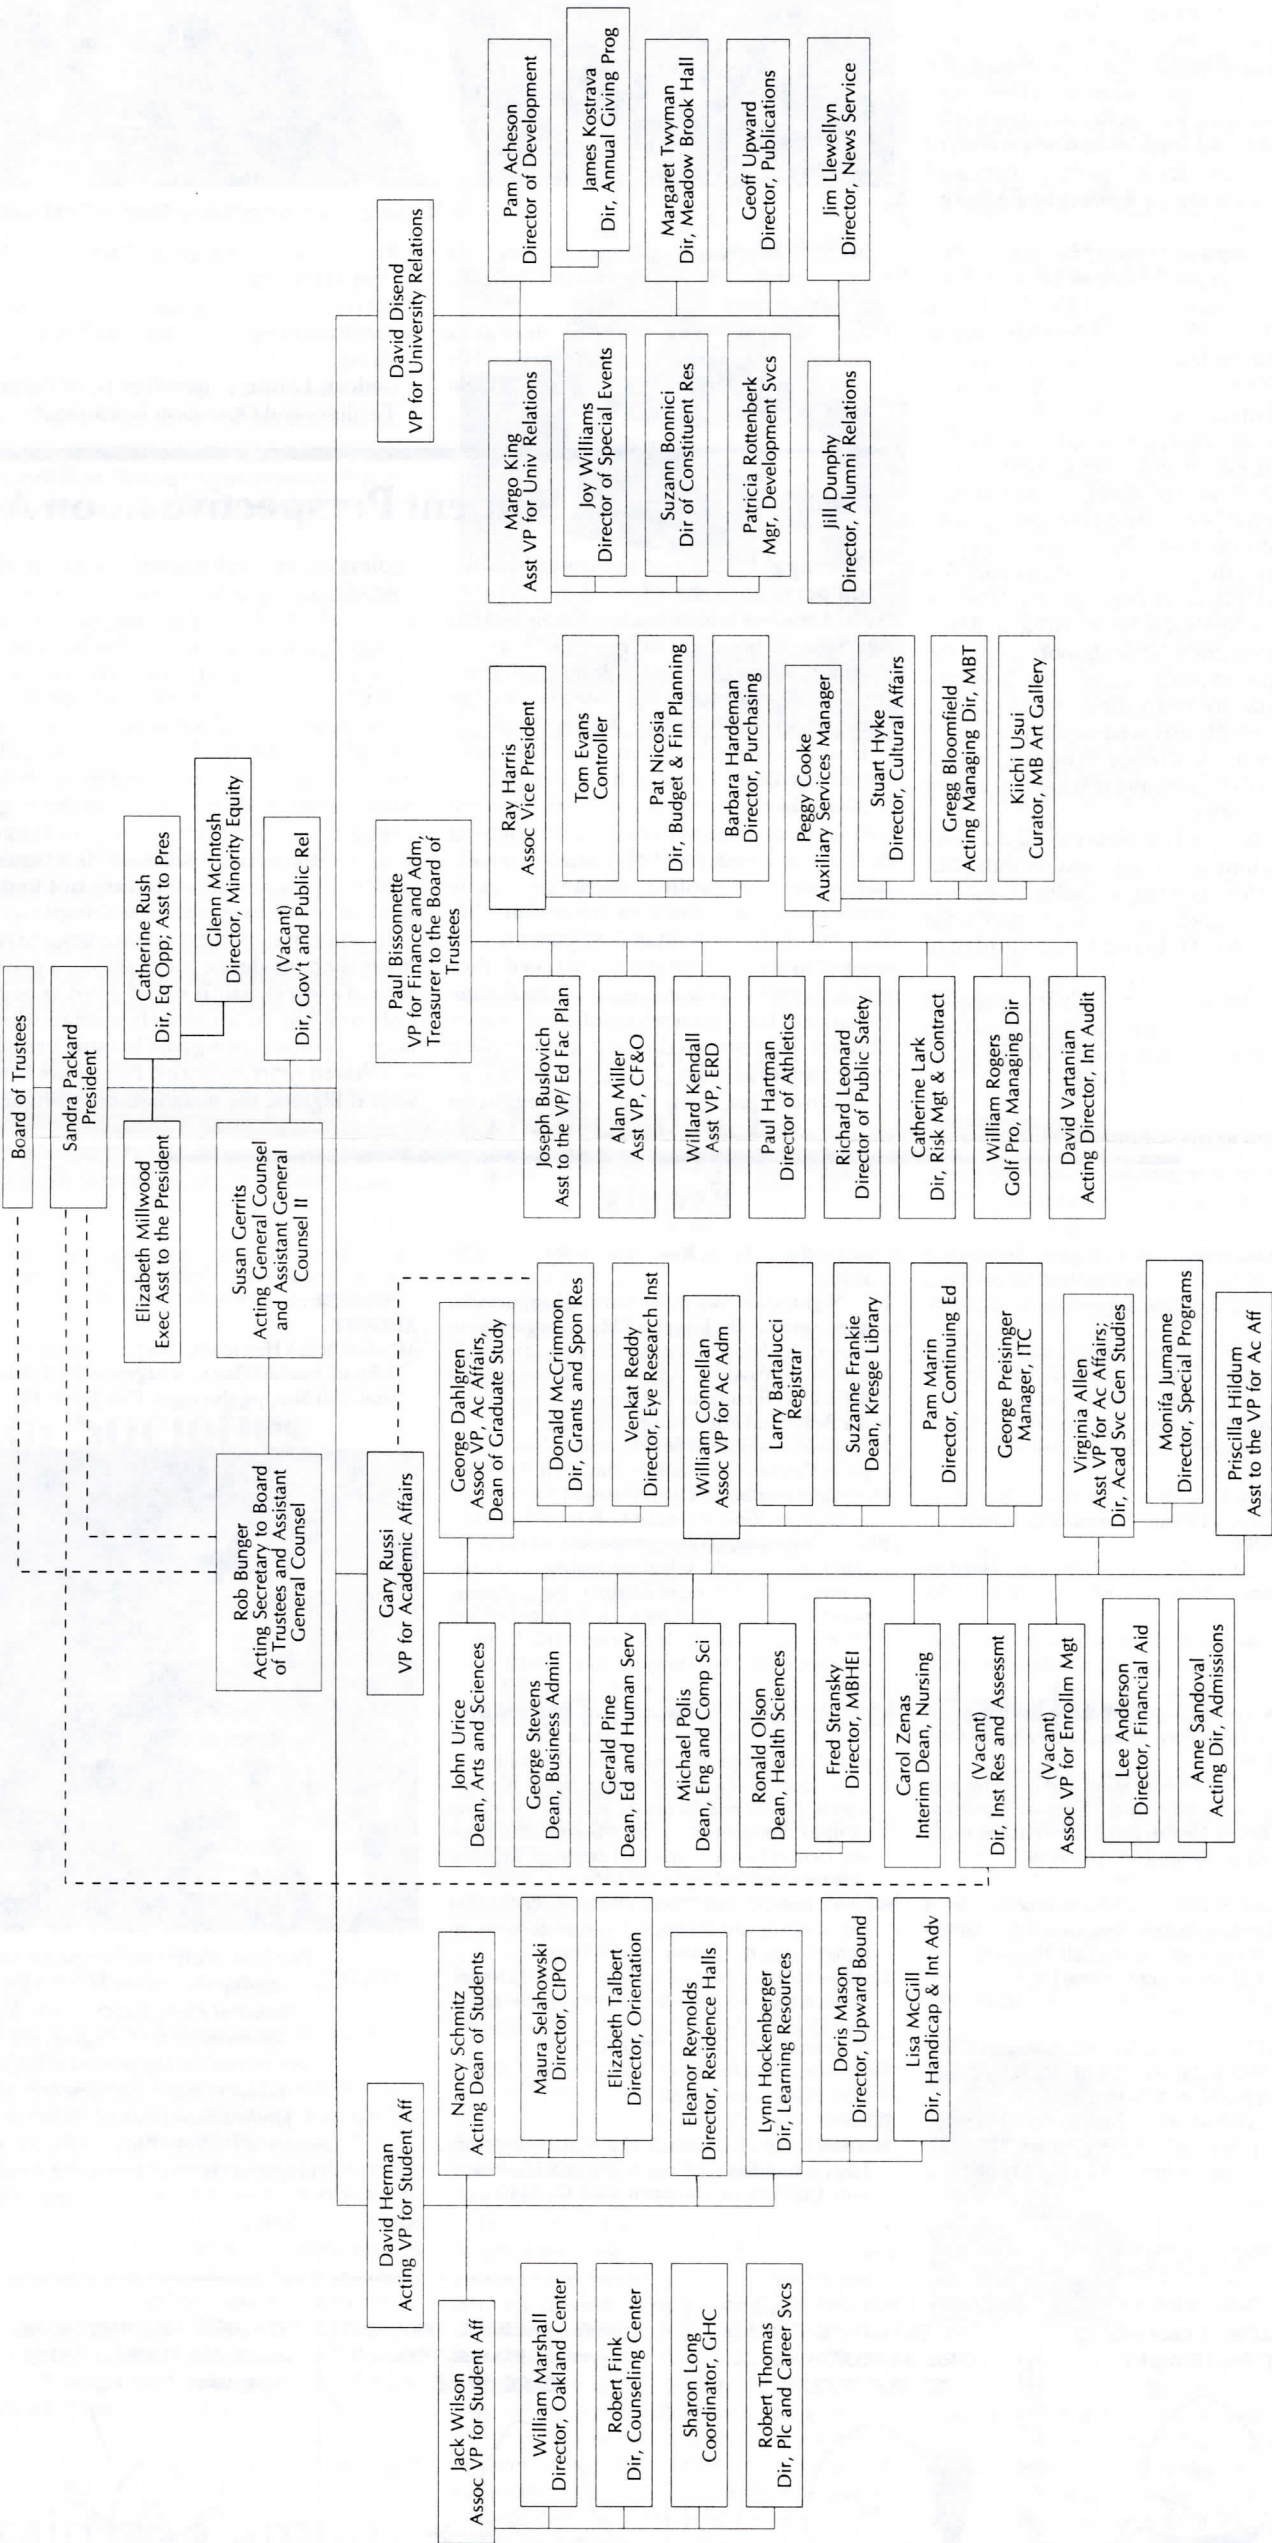 Board of Trustees
Sandra Packard
President
Elizabeth Millwood
Exec Asst to the President
Catherine Rush
Dir, Eq Opp; Asst to Pres
Glenn McIntosh
Director, Minority Equity
Rob Bunger
Acting Secretary to Board
of Trustees and Assistant
General Counsel
Susan Gerrits
Acting General Counsel
and Assistant General
Counsel II
(Vacant)
Dir, Gov't and Public Rel
David Herman
Acting VP for Student Aff
Jack Wilson
Assoc VP for Student Aff
William Marshall
Director, Oakland Center
Robert Fink
Dir, Counseling Center
Sharon Long
Coordinator, GHC
Robert Thomas
Dir, Plc and Career Svcs
Nancy Schmitz
Acting Dean of Students
Maura Selahowski
Director, CIPO
Elizabeth Talbert
Director, Orientation
Eleanor Reynolds
Director, Residence Halls
Lynn Hockenberger
Dir, Learning Resources
Doris Mason
Director, Upward Bound
Lisa McGill
Dir, Handicap & Int Adv
Gary Russi
VP for Academic Affairs
John Urice
Dean, Arts and Sciences
George Stevens
Dean, Business Admin
Gerald Pine
Dean, Ed and Human Serv
Michael Polis
Dean, Eng and Comp Sci
Ronald Olson
Dean, Health Sciences
Fred Stransky
Director, MBHEI
Carol Zenas
Interim Dean, Nursing
(Vacant)
Dir, Inst Res and Assessmt
(Vacant)
Assoc VP for Enrollm Mgt
Lee Anderson
Director, Financial Aid
Anne Sandoval
Acting Dir, Admissions
George Dahlgren
Assoc VP, Ac Affairs,
Dean of Graduate Study
Donald McCrimmon
Dir, Grants and Spon Res
Venkat Reddy
Director, Eye Research Inst
William Connellan
Assoc VP for Ac Adm
Larry Bartalucci
Registrar
Suzanne Frankie
Dean, Kresge Library
Pam Marin
Director, Continuing Ed
George Preisinger
Manager, ITC
Virginia Allen
Asst VP for Ac Affairs;
Dir, Acad Svc Gen Studies
Monifa Jumanne
Director, Special Programs
Priscilla Hildum
Asst to the VP for Ac Aff
Paul Bissonnette
VP for Finance and Adm,
Treasurer to the Board of
Trustees
Joseph Buslovich
Asst to the VP/ Ed Fac Plan
Alan Miller
Asst VP, CF&O
Willard Kendall
Asst VP, ERD
Paul Hartman
Director of Athletics
Richard Leonard
Director of Public Safety
Catherine Lark
Dir, Risk Mgt & Contract
William Rogers
Golf Pro, Managing Dir
David Vartanian
Acting Director, Int Audit
Ray Harris
Assoc Vice President
Tom Evans
Controller
Pat Nicosia
Dir, Budget & Fin Planning
Barbara Hardeman
Director, Purchasing
Peggy Cooke
Auxiliary Services Manager
Stuart Hyke
Director, Cultural Affairs
Gregg Bloomfield
Acting Managing Dir, MBT
Kiichi Usui
Curator, MB Art Gallery
David Disend
VP for University Relations
Margo King
Asst VP for Univ Relations
Joy Williams
Director of Special Events
Suzann Bonnici
Dir of Constituent Res
Patricia Rottenberk
Mgr, Development Svcs
Jill Dunphy
Director, Alumni Relations
Pam Acheson
Director of Development
James Kostrava
Dir, Annual Giving Prog
Margaret Twyman
Dir, Meadow Brook Hall
Geoff Upward
Director, Publications
Jim Llewellyn
Director, News Service